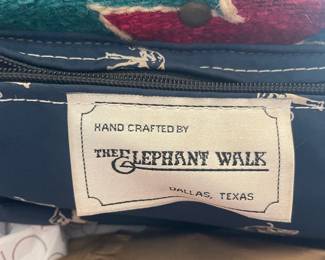 HAND CRAFTED BY
THE ELEPHANT WALK
DALLAS, TEXAS